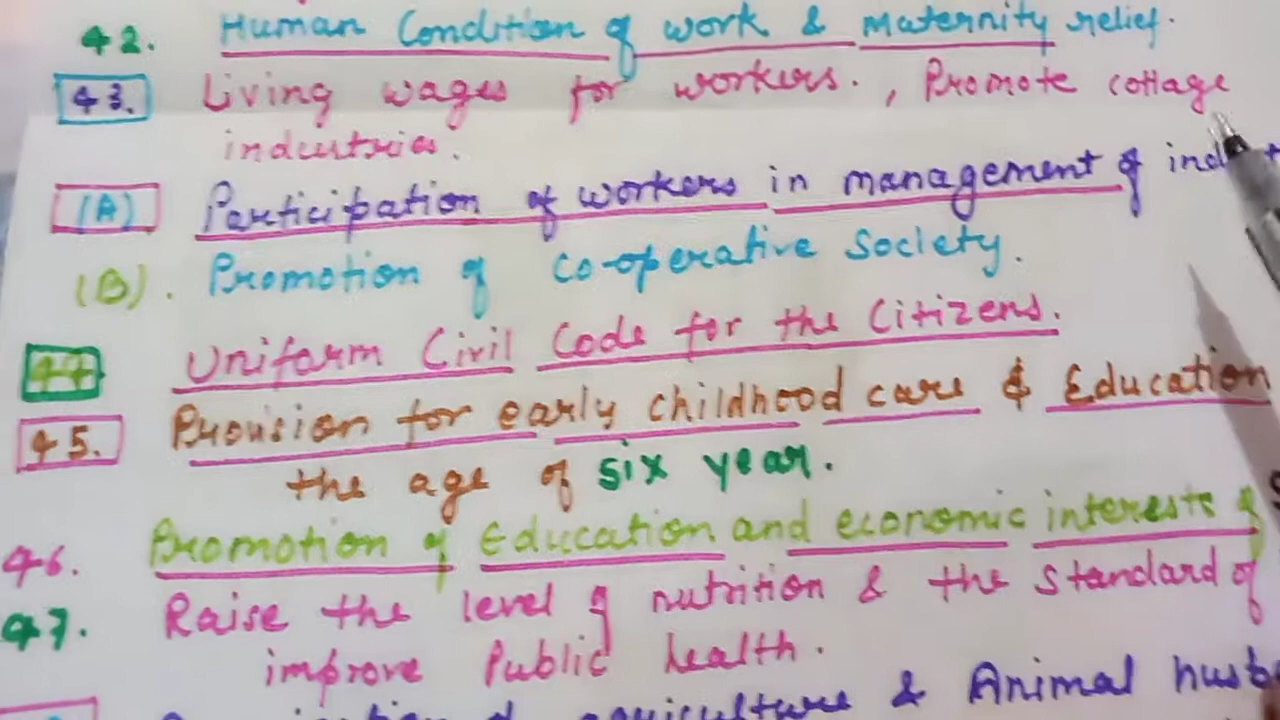 42. Human Condition of work & Maternity relief.
43. Living wages for workers., Promote cottage
industries.
(A) Participation of workers in management of
(B). Promotion of Co-operative Society.
44 Uniform Civil Code for the Citizens.
45. Provision for early childhood care & Education
the age of six year.
46. Promotion of Education and economic interests of
47. Raise the level of nutrition & the standard of
improve Public health.
agriculture & Animal